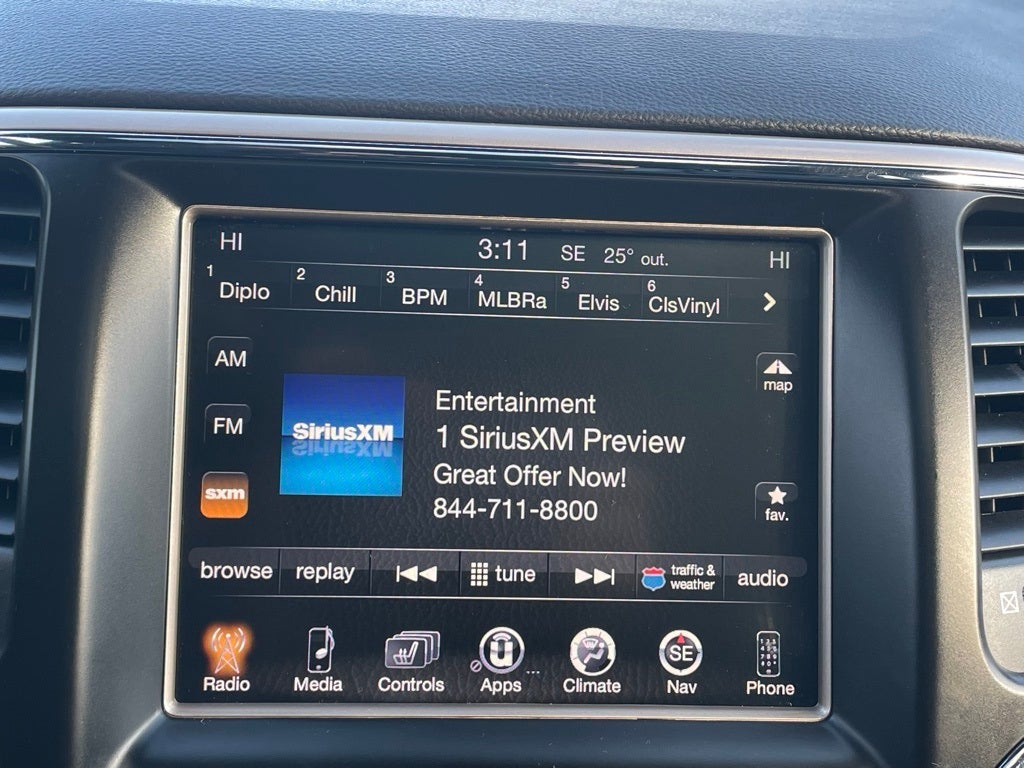 HI 3:11 SE 25° out. HI
1 Diplo 2 Chill 3 BPM 4 MLBRa 5 Elvis 6 ClsVinyl
AM
map
FM
SiriusXM
Entertainment
1 SiriusXM Preview
Great Offer Now!
844-711-8800
sxm
fav.
browse replay tune traffic & weather audio
SE
Radio Media Controls Apps Climate Nav Phone